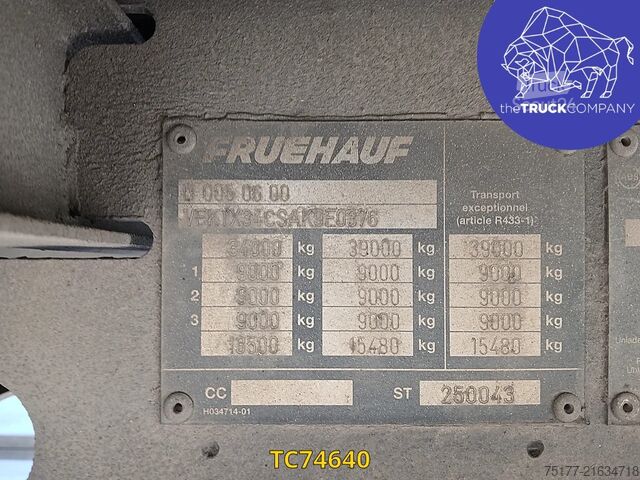 theTRUCKCOMPANY
FRUEHAUF
Transport
exceptionnel
(article R433-1)
34000 kg 39000 kg 39000 kg
1 9000 kg 9000 kg 9000 kg
2 9000 kg 9000 kg 9000 kg
3 9000 kg 9000 kg 9000 kg
kg 15480 kg 15480 kg
CC ST 250043
H034714-01
TC74640
75177-21634718